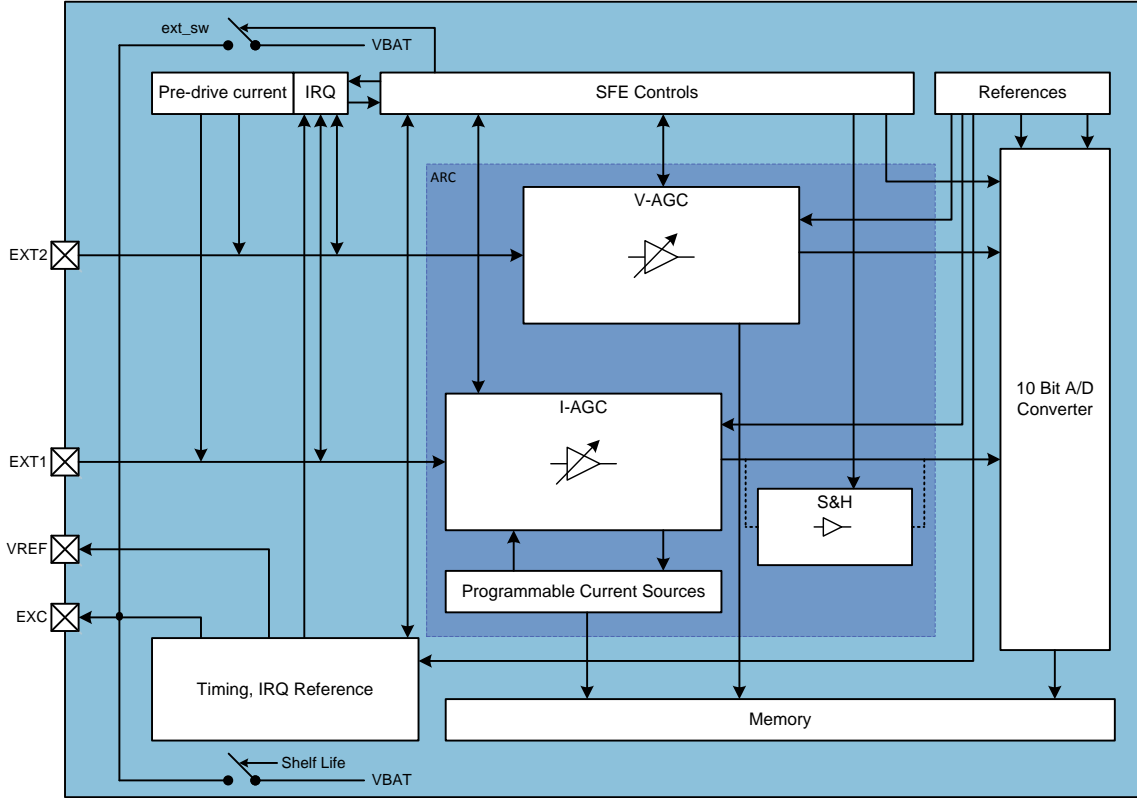 ext_sw
VBAT
Pre-drive current
IRQ
SFE Controls
References
ARC
V-AGC
EXT2
10 Bit A/D
Converter
I-AGC
EXT1
S&H
VREF
Programmable Current Sources
EXC
Timing, IRQ Reference
Memory
Shelf Life
VBAT